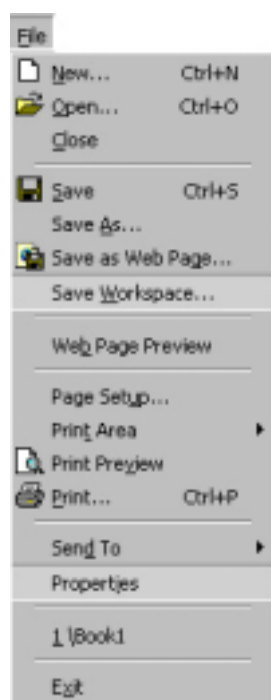 File
New... Ctrl+N
Open... Ctrl+O
Close
Save Ctrl+S
Save As...
Save as Web Page...
Save Workspace...
Web Page Preview
Page Setup...
Print Area
Print Preview
Print... Ctrl+P
Send To
Properties
1 \Book1
Exit